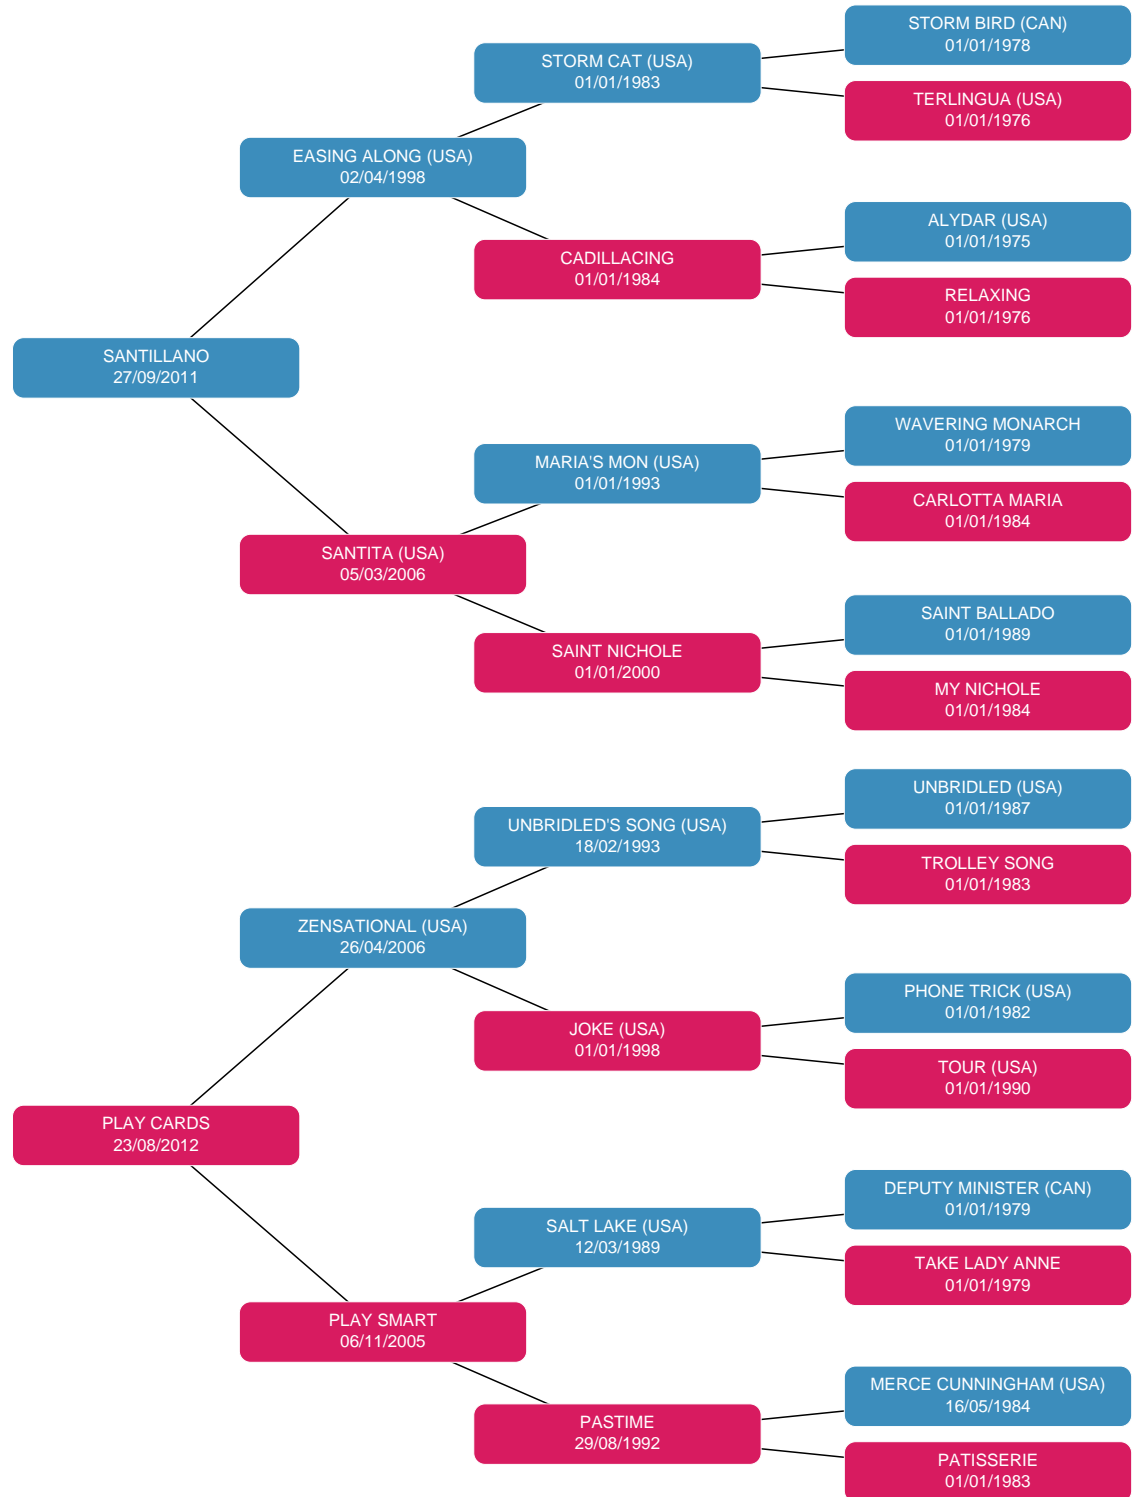 STORM BIRD (CAN)
01/01/1978
STORM CAT (USA)
01/01/1983
TERLINGUA (USA)
01/01/1976
EASING ALONG (USA)
02/04/1998
ALYDAR (USA)
01/01/1975
CADILLACING
01/01/1984
RELAXING
01/01/1976
SANTILLANO
27/09/2011
WAVERING MONARCH
01/01/1979
MARIA'S MON (USA)
01/01/1993
CARLOTTA MARIA
01/01/1984
SANTITA (USA)
05/03/2006
SAINT BALLADO
01/01/1989
SAINT NICHOLE
01/01/2000
MY NICHOLE
01/01/1984
UNBRIDLED (USA)
01/01/1987
UNBRIDLED'S SONG (USA)
18/02/1993
TROLLEY SONG
01/01/1983
ZENSATIONAL (USA)
26/04/2006
PHONE TRICK (USA)
01/01/1982
JOKE (USA)
01/01/1998
TOUR (USA)
01/01/1990
PLAY CARDS
23/08/2012
DEPUTY MINISTER (CAN)
01/01/1979
SALT LAKE (USA)
12/03/1989
TAKE LADY ANNE
01/01/1979
PLAY SMART
06/11/2005
MERCE CUNNINGHAM (USA)
16/05/1984
PASTIME
29/08/1992
PATISSERIE
01/01/1983